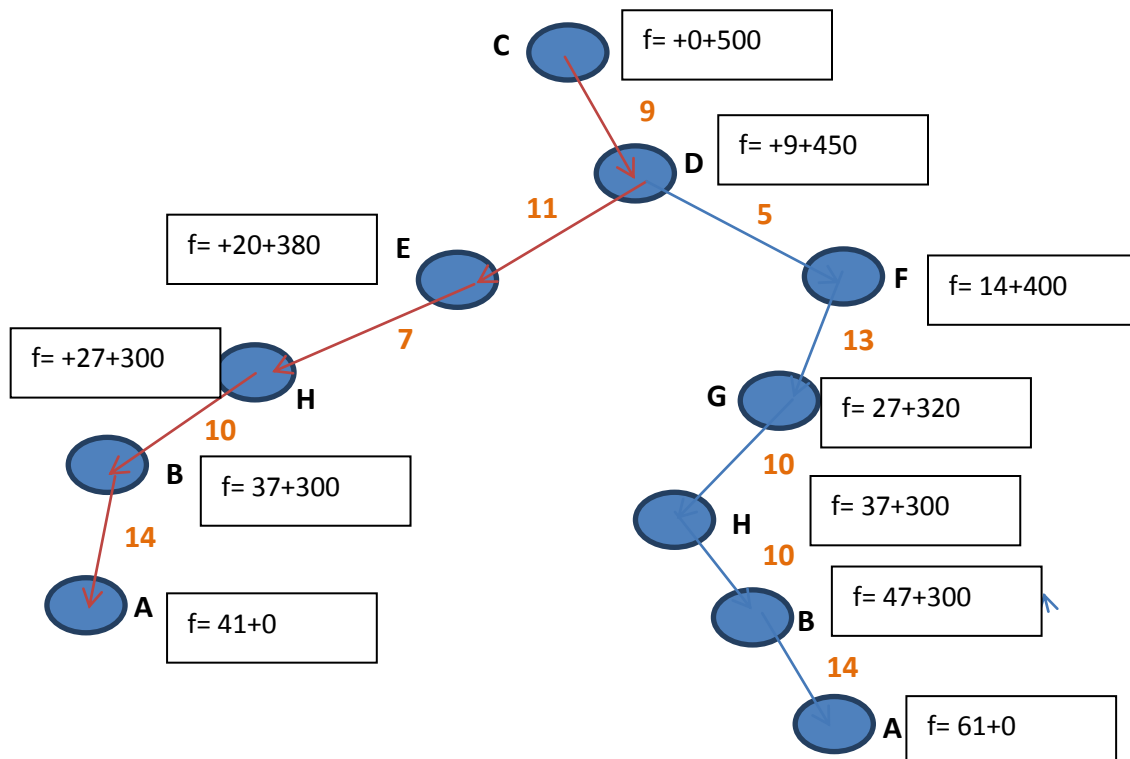 C
f= +0+500
9
D
f= +9+450
11
5
E
f= +20+380
F
f= 14+400
7
13
f= +27+300
H
G
f= 27+320
10
10
B
f= 37+300
H
f= 37+300
14
10
A
f= 41+0
B
f= 47+300
14
A
f= 61+0